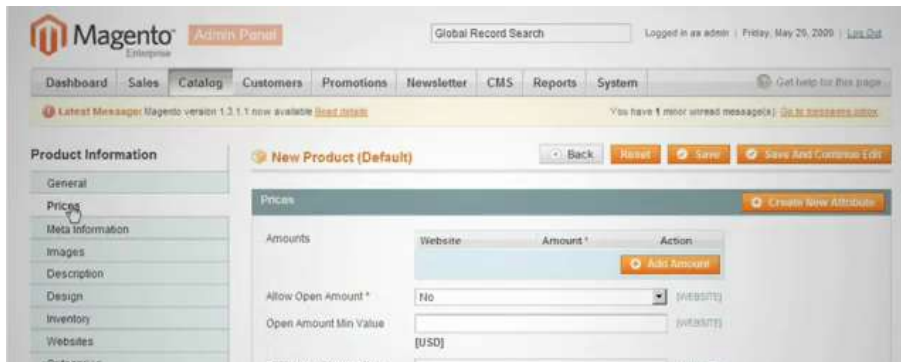 Magento Enterprise Admin Panel Global Record Search Logged in as admin | Friday, May 29, 2009 | Log Out
Dashboard Sales Catalog Customers Promotions Newsletter CMS Reports System Get help for this page
Latest Message: Magento version 1.3.1.1 now available Read details You have 1 minor unread message(s). Go to messages inbox
Product Information
General
Prices
Meta Information
Images
Description
Design
Inventory
Websites
New Product (Default) Back Reset Save Save And Continue Edit
Prices Create New Attribute
Amounts Website Amount * Action
Add Amount
Allow Open Amount * No [WEBSITE]
Open Amount Min Value [WEBSITE]
[USD]